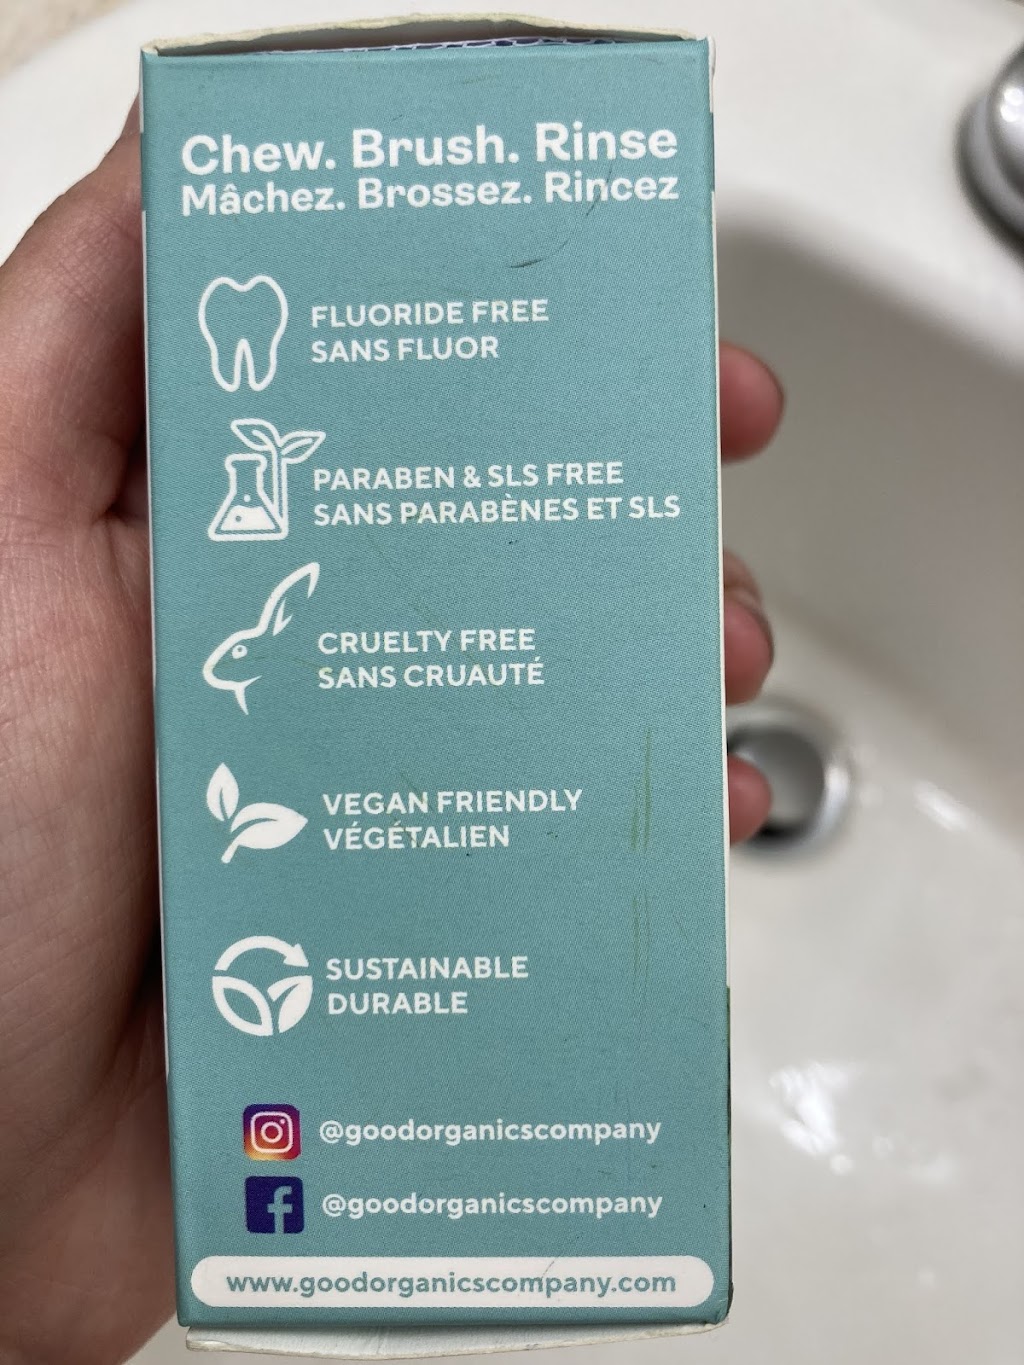 Chew. Brush. Rinse
Mâchez. Brossez. Rincez
FLUORIDE FREE
SANS FLUOR
PARABEN & SLS FREE
SANS PARABÈNES ET SLS
CRUELTY FREE
SANS CRUAUTÉ
VEGAN FRIENDLY
VÉGÉTALIEN
SUSTAINABLE
DURABLE
@goodorganicscompany
@goodorganicscompany
www.goodorganicscompany.com